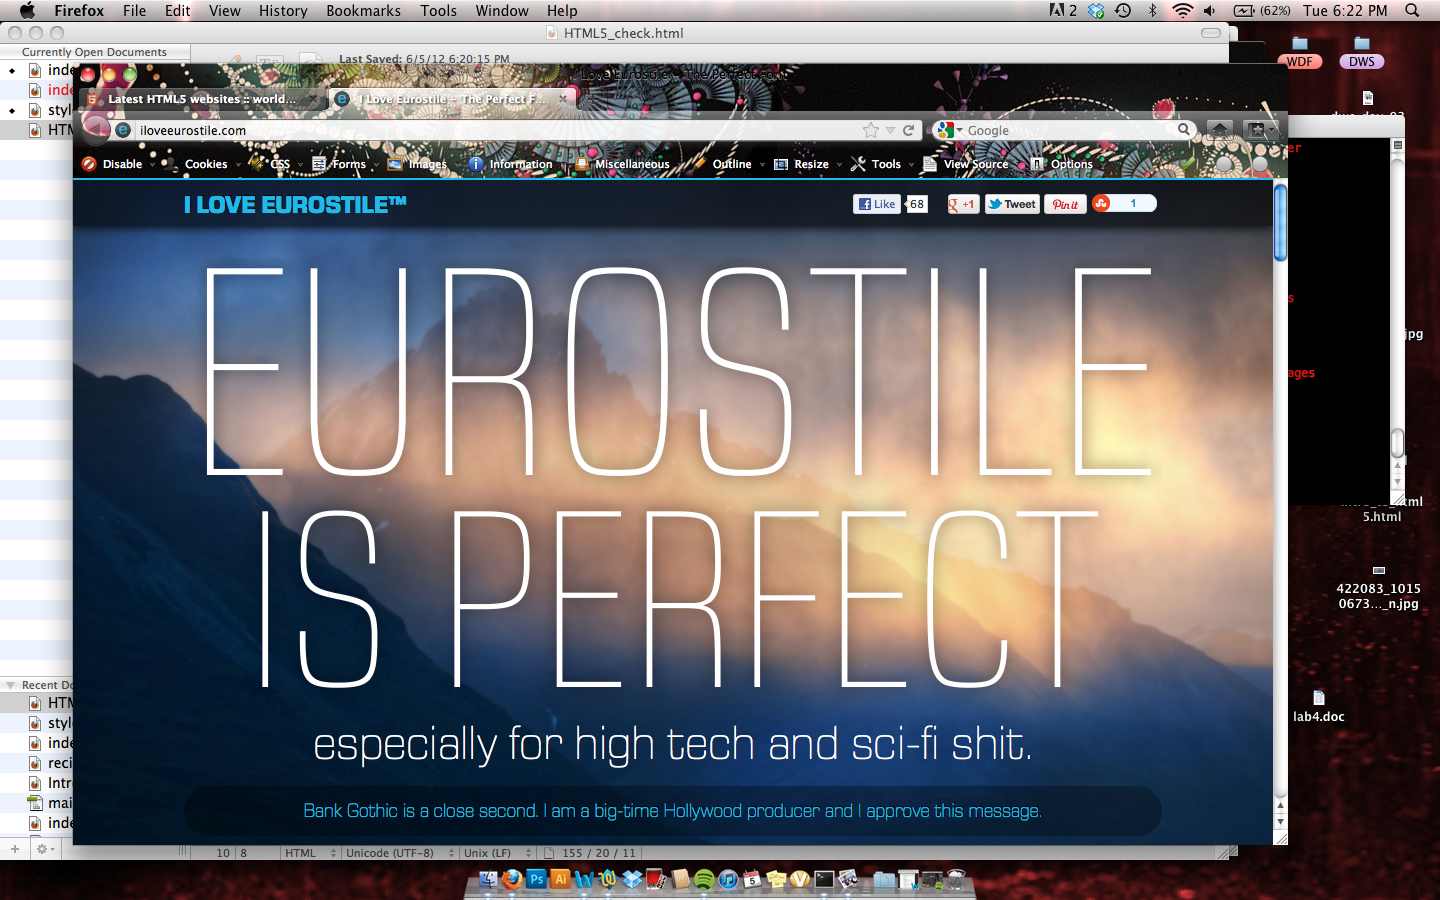 Firefox File Edit View History Bookmarks Tools Window Help
2 (62%) Tue 6:22 PM
HTML5_check.html
Currently Open Documents
Last Saved: 6/5/12 6:20:15 PM
inde
inde
styl
HTM
I Love Eurostile - The Perfect Font
Latest HTML5 websites :: world...
I Love Eurostile - The Perfect F...
iloveeurostile.com
Google
Disable Cookies CSS Forms Images Information Miscellaneous Outline Resize Tools View Source Options
I LOVE EUROSTILE™
Like 68 +1 Tweet Pin it 1
EUROSTILE
IS PERFECT
especially for high tech and sci-fi shit.
Bank Gothic is a close second. I am a big-time Hollywood producer and I approve this message.
Recent Do
HTM
styl
inde
reci
Intr
mai
inde
10 8 HTML Unicode (UTF-8) Unix (LF) 155 / 20 / 11
WDF
DWS
er
s
.jpg
ages
5.html
422083_1015
0673..._n.jpg
lab4.doc
Ps Ai